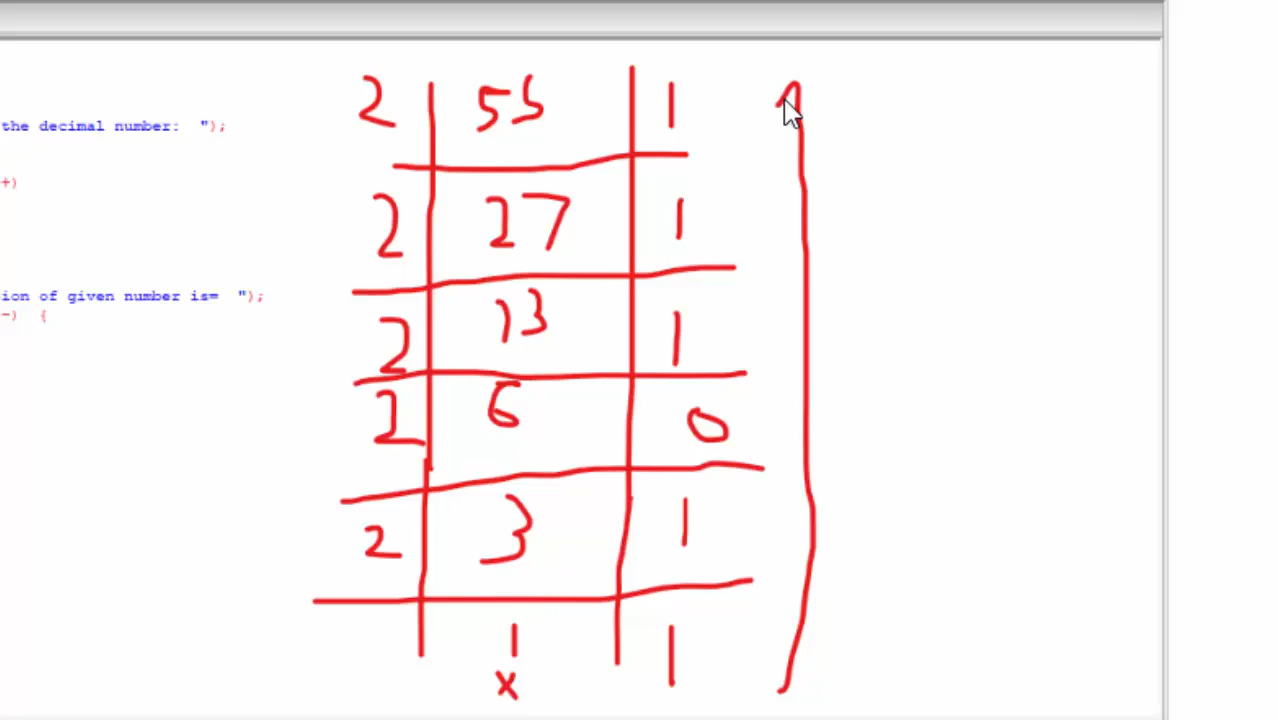 2 55 1
the decimal number:  ");
+)
2 27 1
ion of given number is=  ");
-)  {
2 13 1
2 6 0
2 3 1
1 1
x